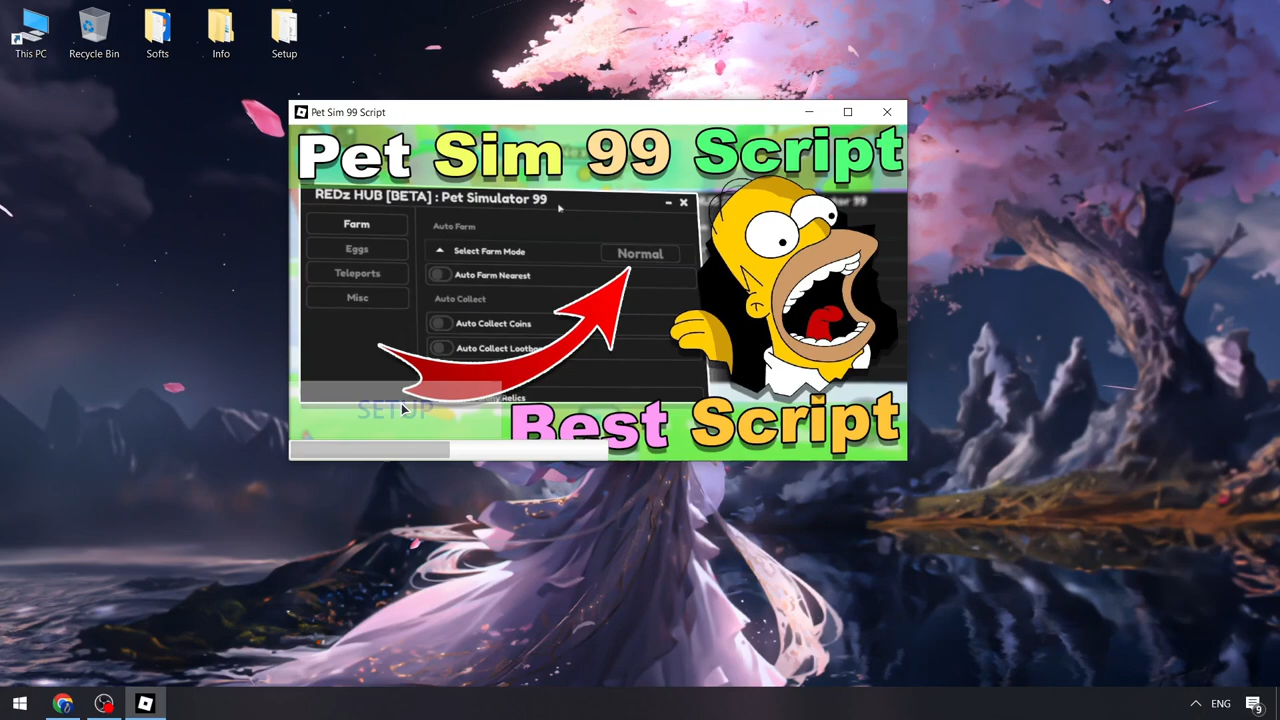 This PC
Recycle Bin
Softs
Info
Setup
Pet Sim 99 Script
Pet Sim 99 Script
REDz HUB [BETA] : Pet Simulator 99
Farm
Eggs
Teleports
Misc
Auto Farm
Select Farm Mode
Normal
Auto Farm Nearest
Auto Collect
Auto Collect Coins
Auto Collect
Relics
SETUP
Best Script
ENG
9